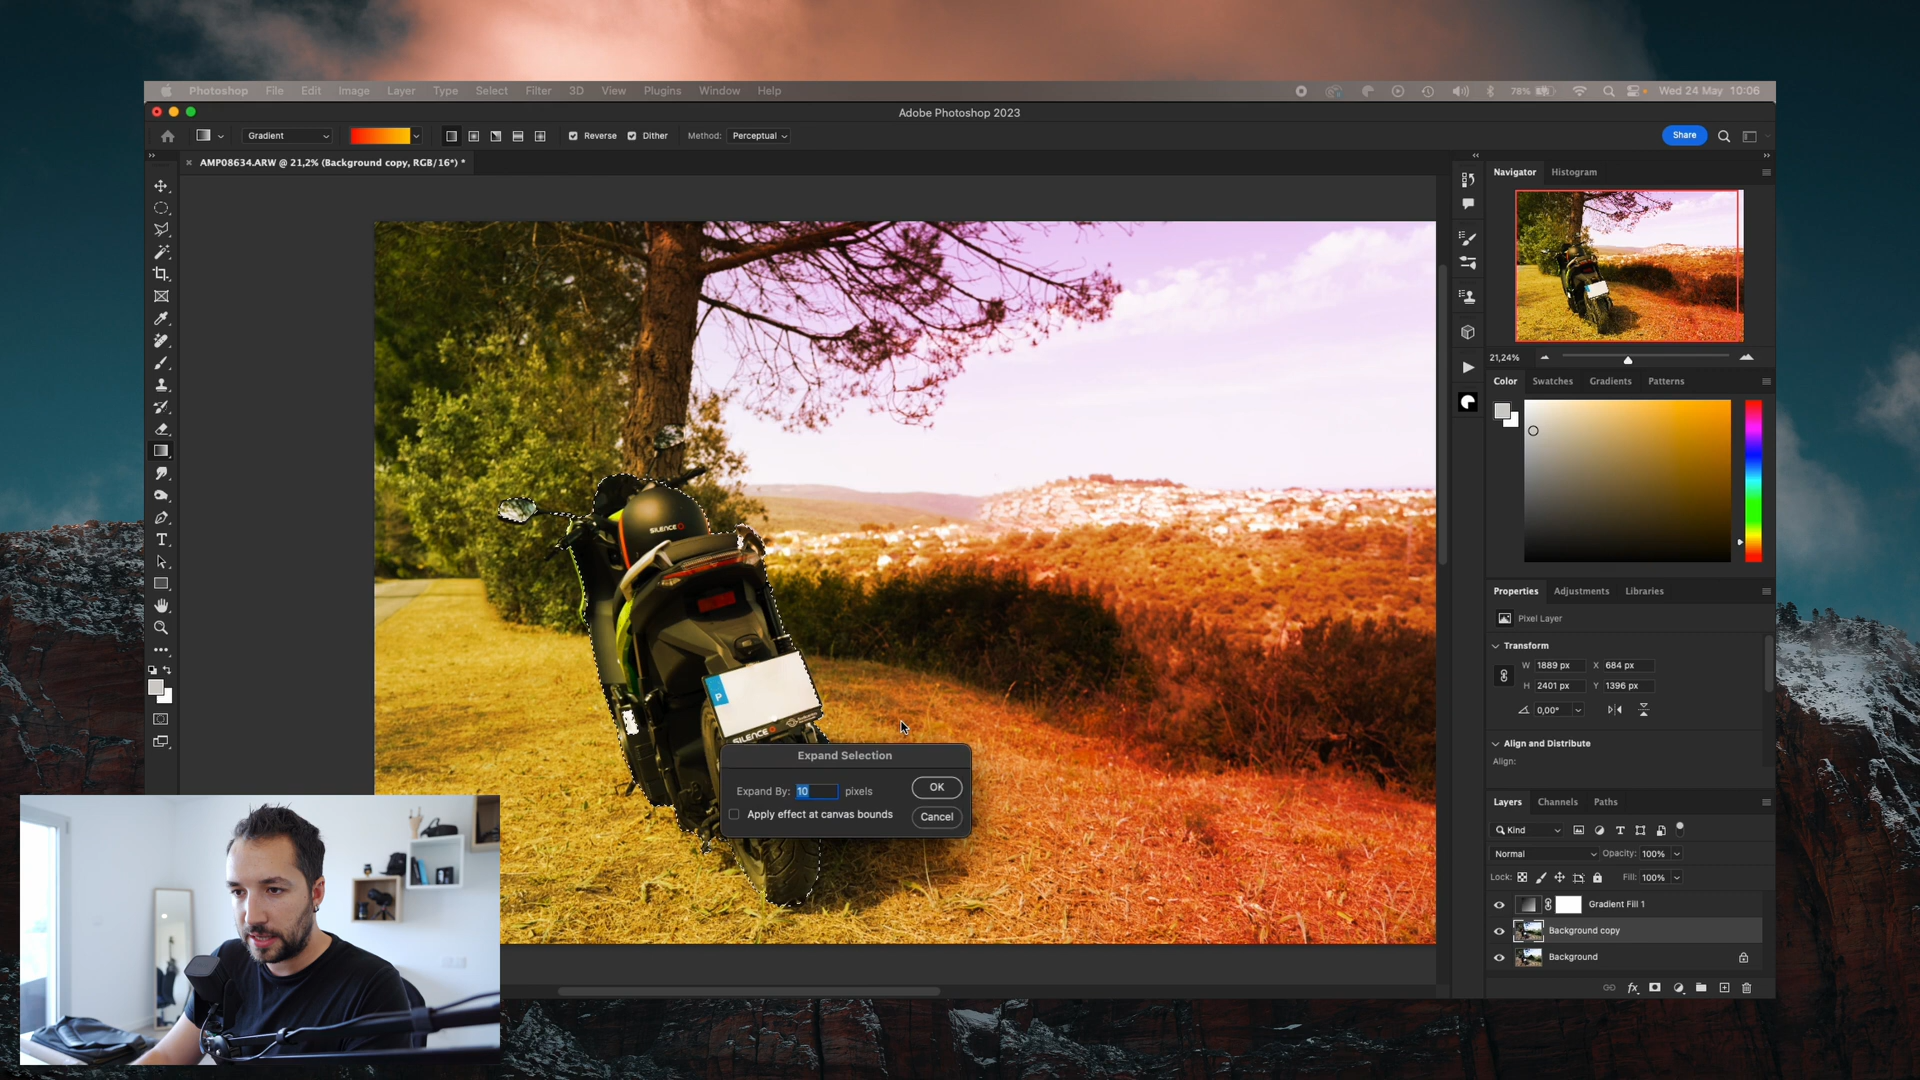 Photoshop File Edit Image Layer Type Select Filter 3D View Plugins Window Help 78% Wed 24 May 10:06
Adobe Photoshop 2023
Gradient Reverse Dither Method: Perceptual Share
AMP08634.ARW @ 21,2% (Background copy, RGB/16*) *
Navigator Histogram
21,24%
Color Swatches Gradients Patterns
SILENCE
P
SILENCE
Properties Adjustments Libraries
Pixel Layer
Transform
W 1889 px X 684 px
H 2401 px Y 1396 px
0,00°
Align and Distribute
Align:
Expand Selection
Expand By: 10 pixels OK
Apply effect at canvas bounds Cancel
Layers Channels Paths
Kind
Normal Opacity: 100%
Lock: Fill: 100%
Gradient Fill 1
Background copy
Background
fx